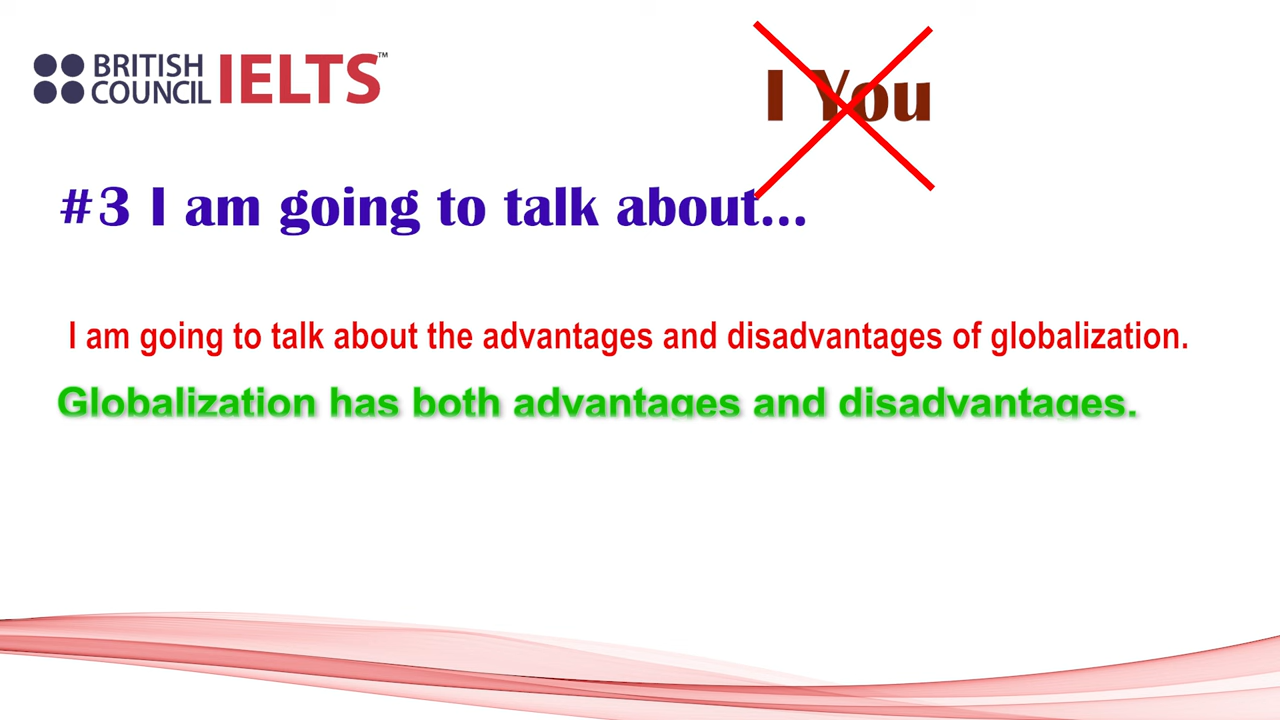 BRITISH
COUNCIL
IELTS™
I You
#3 I am going to talk about...
I am going to talk about the advantages and disadvantages of globalization.
Globalization has both advantages and disadvantages.